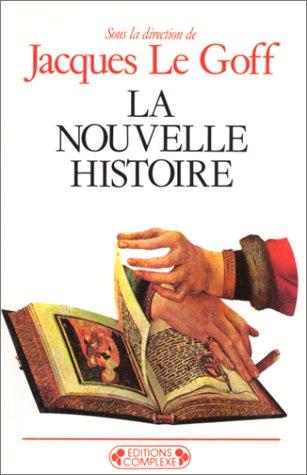 Sous la direction de
Jacques Le Goff
LA
NOUVELLE
HISTOIRE
EDITIONS
COMPLEXE